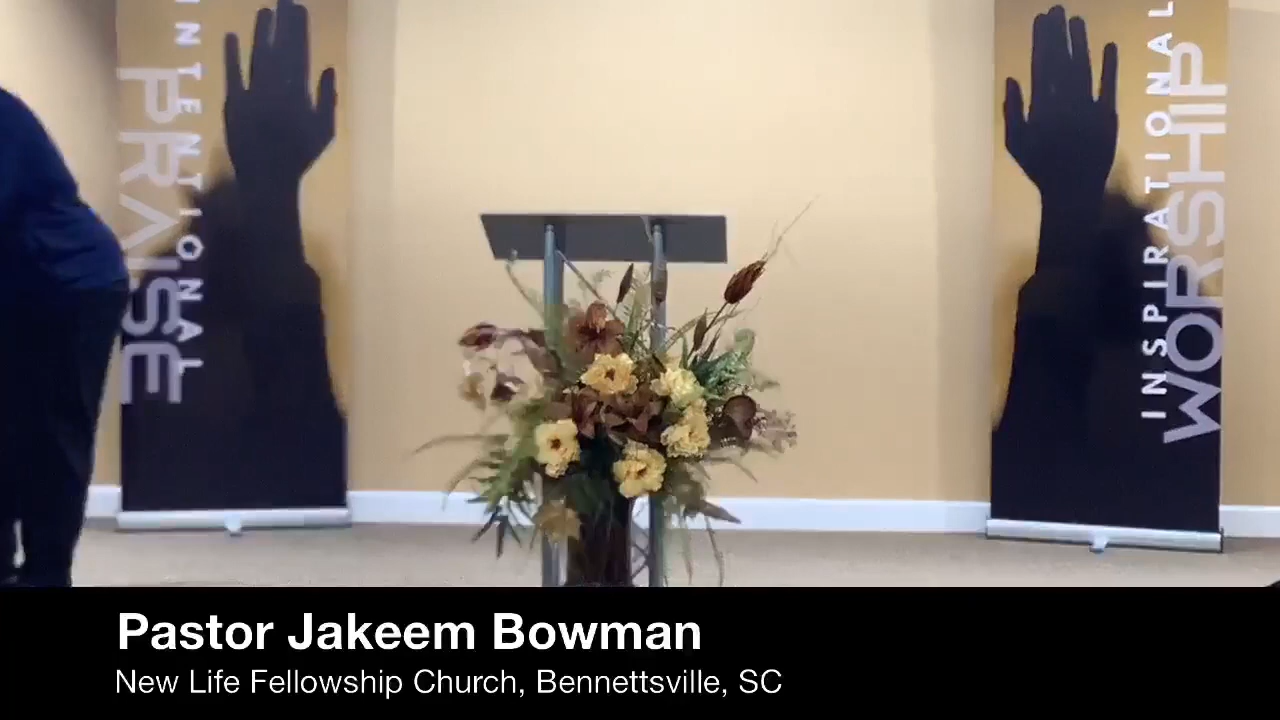 INTENTIONAL
PRAISE
INSPIRATIONAL
WORSHIP
Pastor Jakeem Bowman
New Life Fellowship Church, Bennettsville, SC